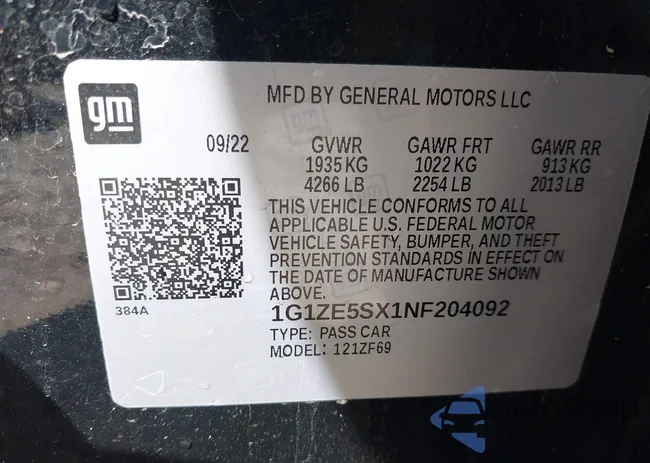 gm
MFD BY GENERAL MOTORS LLC
09/22 GVWR GAWR FRT GAWR RR
1935 KG 1022 KG 913 KG
4266 LB 2254 LB 2013 LB
THIS VEHICLE CONFORMS TO ALL
APPLICABLE U.S. FEDERAL MOTOR
VEHICLE SAFETY, BUMPER, AND THEFT
PREVENTION STANDARDS IN EFFECT ON
THE DATE OF MANUFACTURE SHOWN
ABOVE.
384A
1G1ZE5SX1NF204092
TYPE: PASS CAR
MODEL: 121ZF69